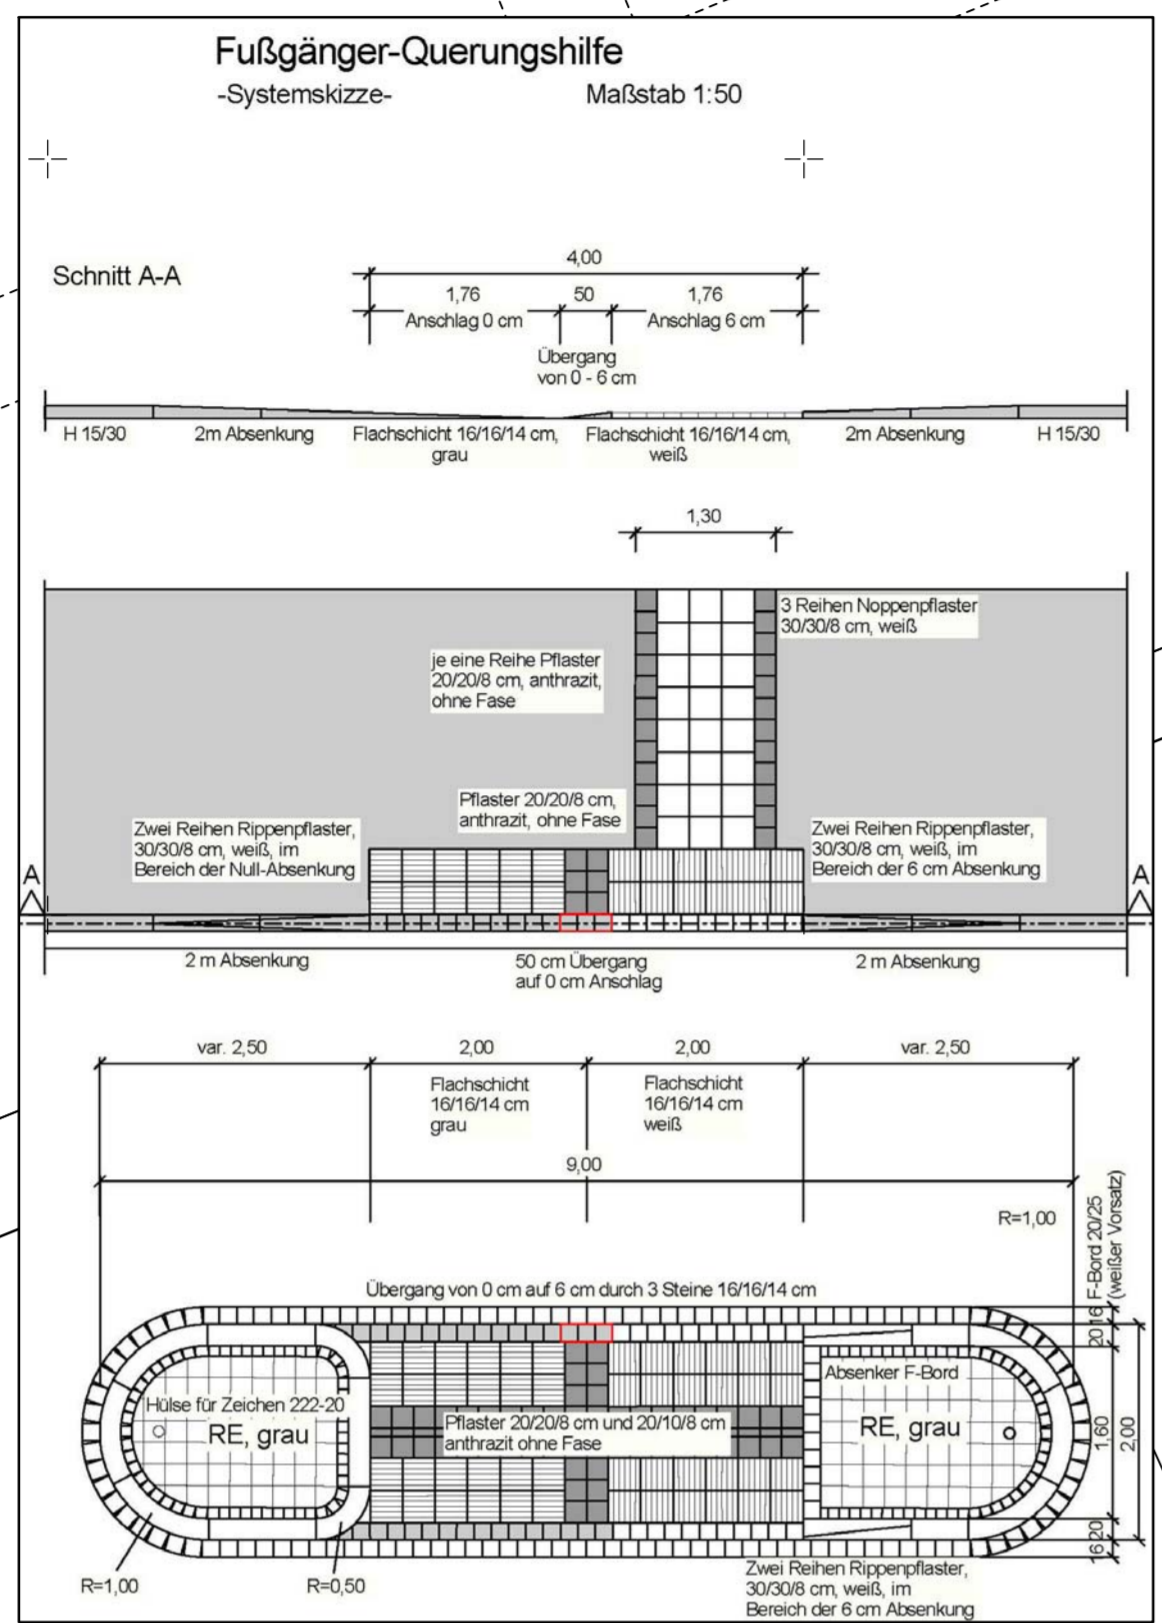 Fußgänger-Querungshilfe
-Systemskizze-
Maßstab 1:50
Schnitt A-A
4,00
1,76
50
1,76
Anschlag 0 cm
Anschlag 6 cm
Übergang
von 0 - 6 cm
H 15/30
2m Absenkung
Flachschicht 16/16/14 cm,
grau
Flachschicht 16/16/14 cm,
weiß
2m Absenkung
H 15/30
1,30
3 Reihen Noppenpflaster
30/30/8 cm, weiß
je eine Reihe Pflaster
20/20/8 cm, anthrazit,
ohne Fase
Pflaster 20/20/8 cm,
anthrazit, ohne Fase
Zwei Reihen Rippenpflaster,
30/30/8 cm, weiß, im
Bereich der Null-Absenkung
Zwei Reihen Rippenpflaster,
30/30/8 cm, weiß, im
Bereich der 6 cm Absenkung
A
A
2 m Absenkung
50 cm Übergang
auf 0 cm Anschlag
2 m Absenkung
var. 2,50
2,00
2,00
var. 2,50
Flachschicht
16/16/14 cm
grau
Flachschicht
16/16/14 cm
weiß
9,00
R=1,00
F-Bord 20/25
(weißer Vorsatz)
Übergang von 0 cm auf 6 cm durch 3 Steine 16/16/14 cm
16
20
Hülse für Zeichen 222-20
RE, grau
Pflaster 20/20/8 cm und 20/10/8 cm
anthrazit ohne Fase
Absenker F-Bord
RE, grau
1,60
2,00
20
16
R=1,00
R=0,50
Zwei Reihen Rippenpflaster,
30/30/8 cm, weiß, im
Bereich der 6 cm Absenkung